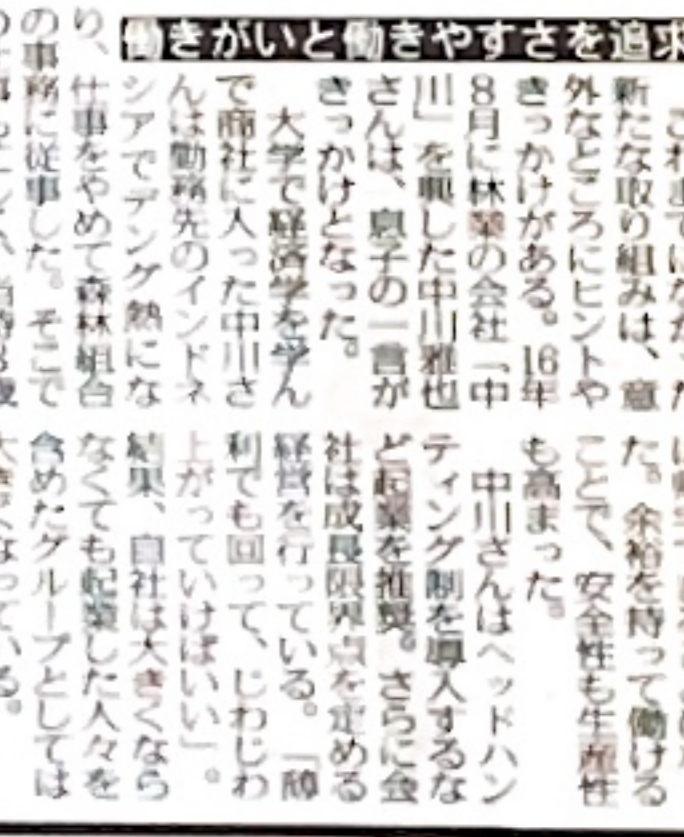 働きがいと働きやすさを追求
これまでになかった
新たな取り組みは、意
外なところにヒントや
きっかけがある。16年
8月に林業の会社「中
川」を興した中川雅也
さんは、息子の一言が
きっかけとなった。
大学で経済学を学ん
で商社に入った中川さ
んは勤務先のインドネ
シアでデング熱にな
り、仕事をやめて森林組合
の事務に従事した。そこで
た。余裕を持って働ける
ことで、安全性も生産性
も高まった。
中川さんはヘッドハン
ティング制を導入するな
ど起業を推奨。さらに会
社は成長限界点を定める
経営を行っている。「薄
利でも回って、じわじわ
上がっていけばいい」。
結果、自社は大きくなら
なくても起業した人々を
含めたグループとしては
大きくなっている。